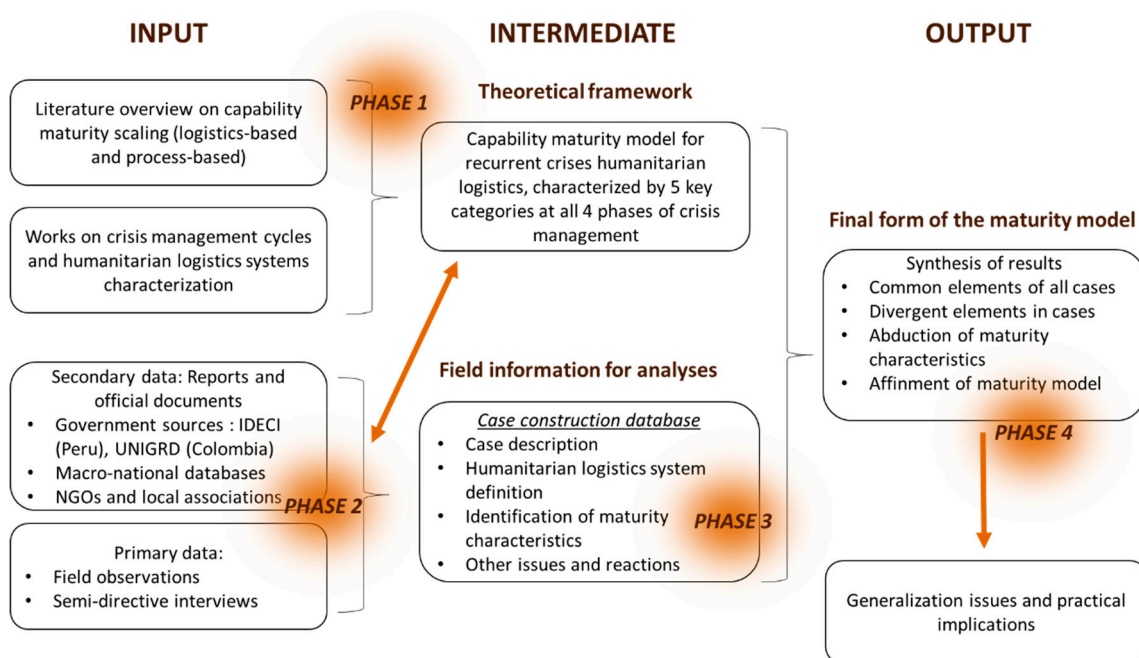 INPUT
INTERMEDIATE
OUTPUT
Literature overview on capability
maturity scaling (logistics-based
and process-based)
PHASE 1
Works on crisis management cycles
and humanitarian logistics systems
characterization
Theoretical framework
Capability maturity model for
recurrent crises humanitarian
logistics, characterized by 5 key
categories at all 4 phases of crisis
management
Secondary data: Reports and
official documents
• Government sources : IDECI
(Peru), UNIGRD (Colombia)
• Macro-national databases
• NGOs and local associations
PHASE 2
Primary data:
• Field observations
• Semi-directive interviews
Field information for analyses
Case construction database
• Case description
• Humanitarian logistics system
definition
• Identification of maturity
characteristics
• Other issues and reactions
PHASE 3
Final form of the maturity model
Synthesis of results
• Common elements of all cases
• Divergent elements in cases
• Abduction of maturity
characteristics
• Affinment of maturity model
PHASE 4
Generalization issues and practical
implications